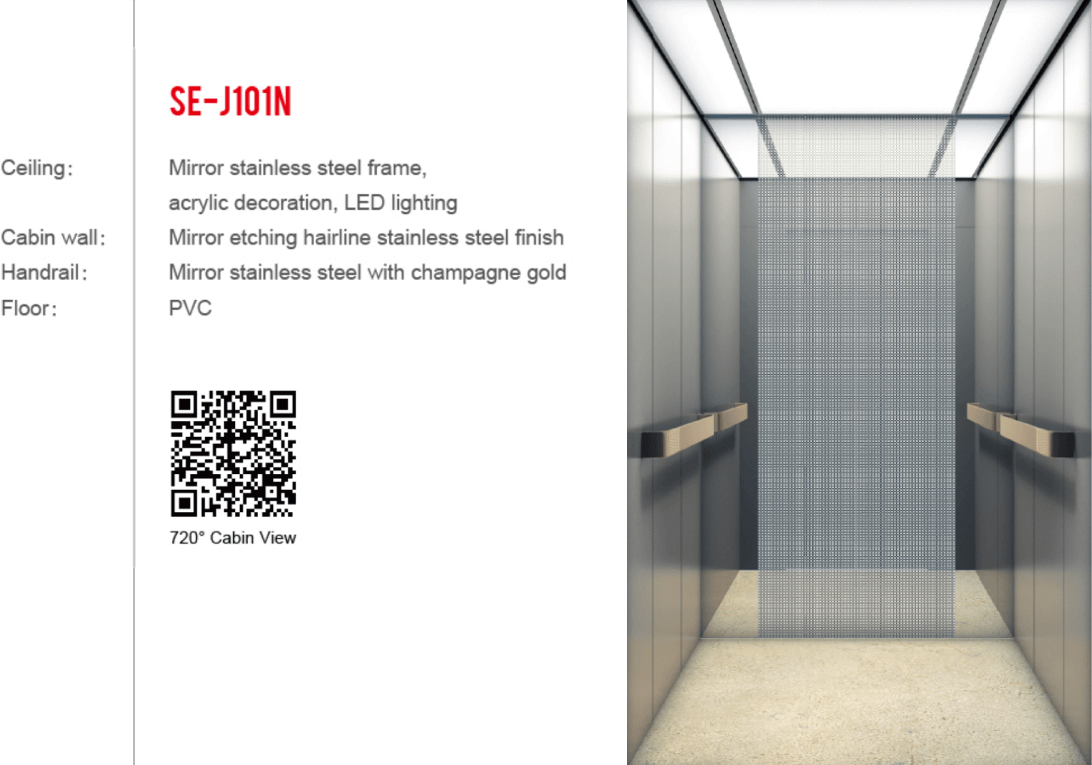 SE-J101N
Ceiling: Mirror stainless steel frame,
acrylic decoration, LED lighting
Cabin wall: Mirror etching hairline stainless steel finish
Handrail: Mirror stainless steel with champagne gold
Floor: PVC
720° Cabin View